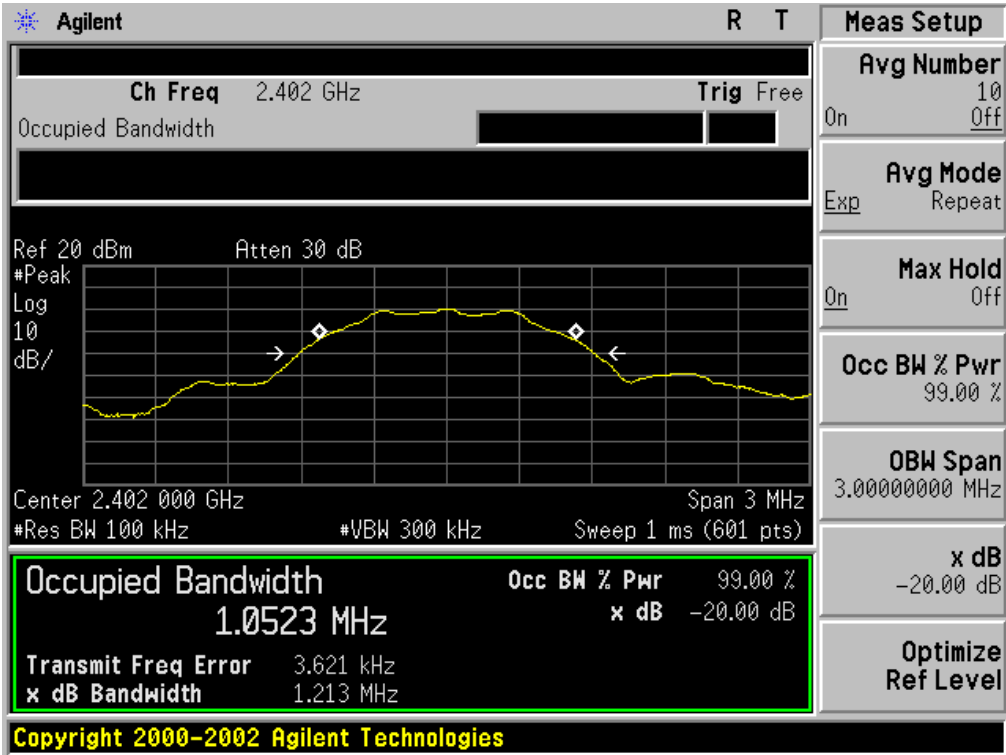 Agilent R T
Ch Freq 2.402 GHz Trig Free
Occupied Bandwidth
Ref 20 dBm Atten 30 dB
#Peak
Log
10
dB/
Center 2.402 000 GHz Span 3 MHz
#Res BW 100 kHz #VBW 300 kHz Sweep 1 ms (601 pts)
Occupied Bandwidth
1.0523 MHz
Occ BW % Pwr 99.00 %
x dB -20.00 dB
Transmit Freq Error 3.621 kHz
x dB Bandwidth 1.213 MHz
Copyright 2000-2002 Agilent Technologies
Meas Setup
Avg Number
10
On Off
Avg Mode
Exp Repeat
Max Hold
On Off
Occ BW % Pwr
99.00 %
OBW Span
3.00000000 MHz
x dB
-20.00 dB
Optimize
Ref Level